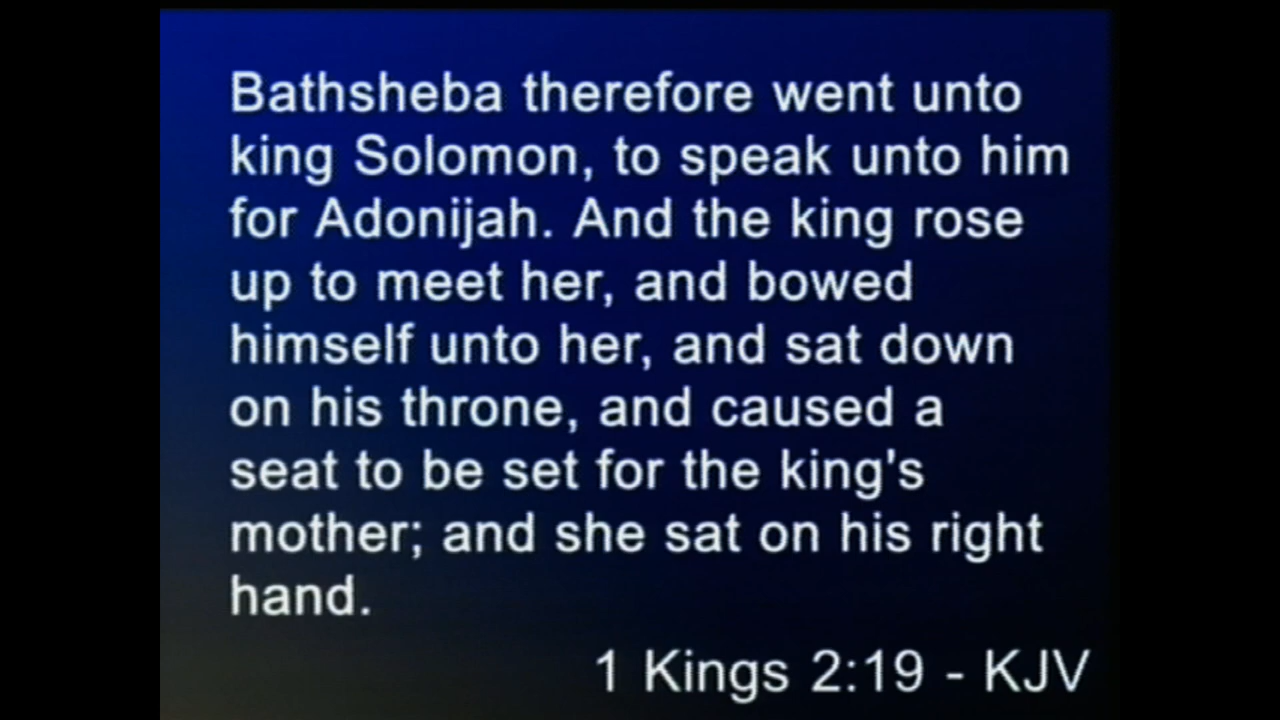 Bathsheba therefore went unto
king Solomon, to speak unto him
for Adonijah. And the king rose
up to meet her, and bowed
himself unto her, and sat down
on his throne, and caused a
seat to be set for the king's
mother; and she sat on his right
hand.
1 Kings 2:19 - KJV